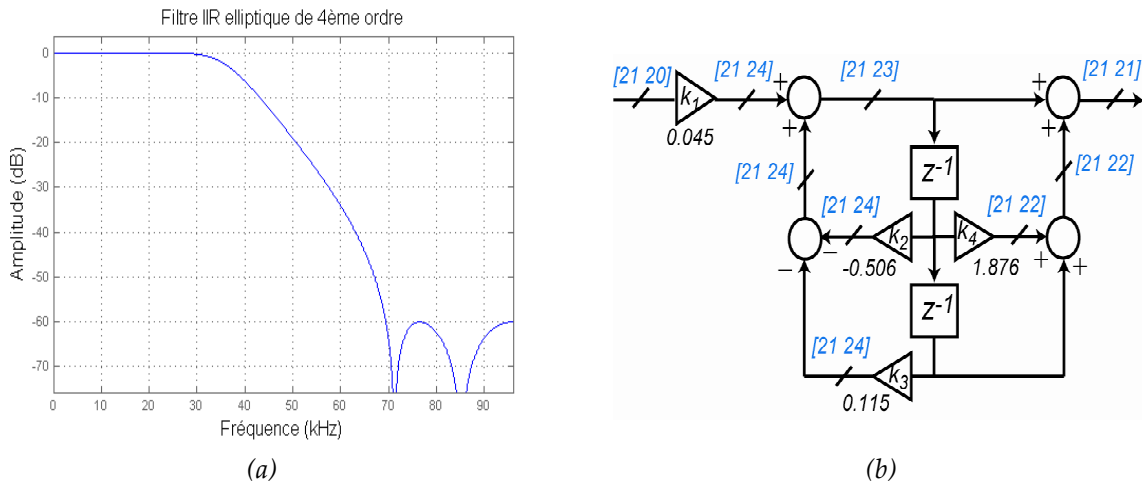 Filtre IIR elliptique de 4ème ordre
Amplitude (dB)
0
-10
-20
-30
-40
-50
-60
-70
0 10 20 30 40 50 60 70 80 90
Fréquence (kHz)
(a)
[21 20] [21 24] [21 23] [21 21]
k1 + + + +
0.045
[21 24] z-1 [21 22]
[21 24] [21 22]
k2 k4
− − + +
-0.506 1.876
z-1
[21 24]
k3
0.115
(b)